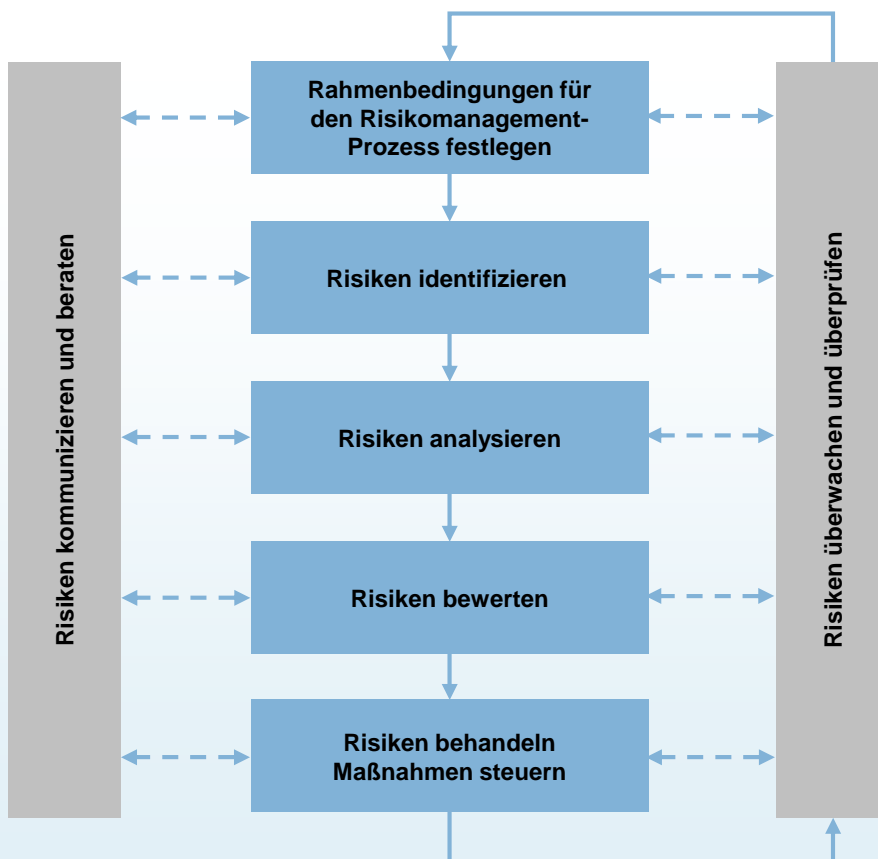 Rahmenbedingungen für
den Risikomanagement-
Prozess festlegen
Risiken identifizieren
Risiken analysieren
Risiken bewerten
Risiken behandeln
Maßnahmen steuern
Risiken kommunizieren und beraten
Risiken überwachen und überprüfen